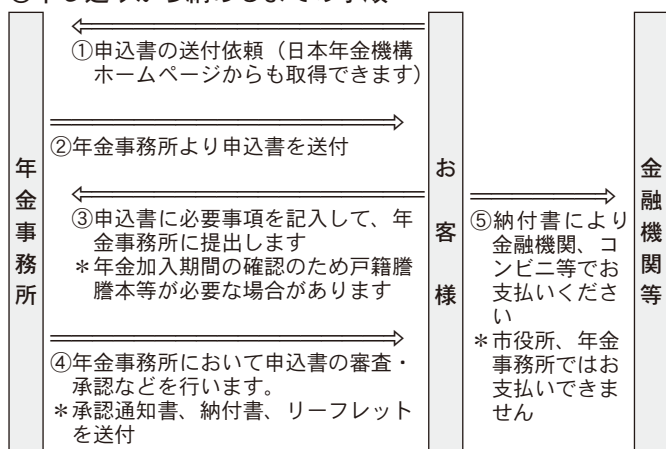 年金事務所
①申込書の送付依頼（日本年金機構
ホームページからも取得できます）
②年金事務所より申込書を送付
③申込書に必要事項を記入して、年
金事務所に提出します
＊年金加入期間の確認のため戸籍謄
謄本等が必要な場合があります
④年金事務所において申込書の審査・
承認などを行います。
＊承認通知書、納付書、リーフレット
を送付
お客様
⑤納付書により
金融機関、コ
ンビニ等でお
支払いくださ
い
＊市役所、年金
事務所ではお
支払いできま
せん
金融機関等